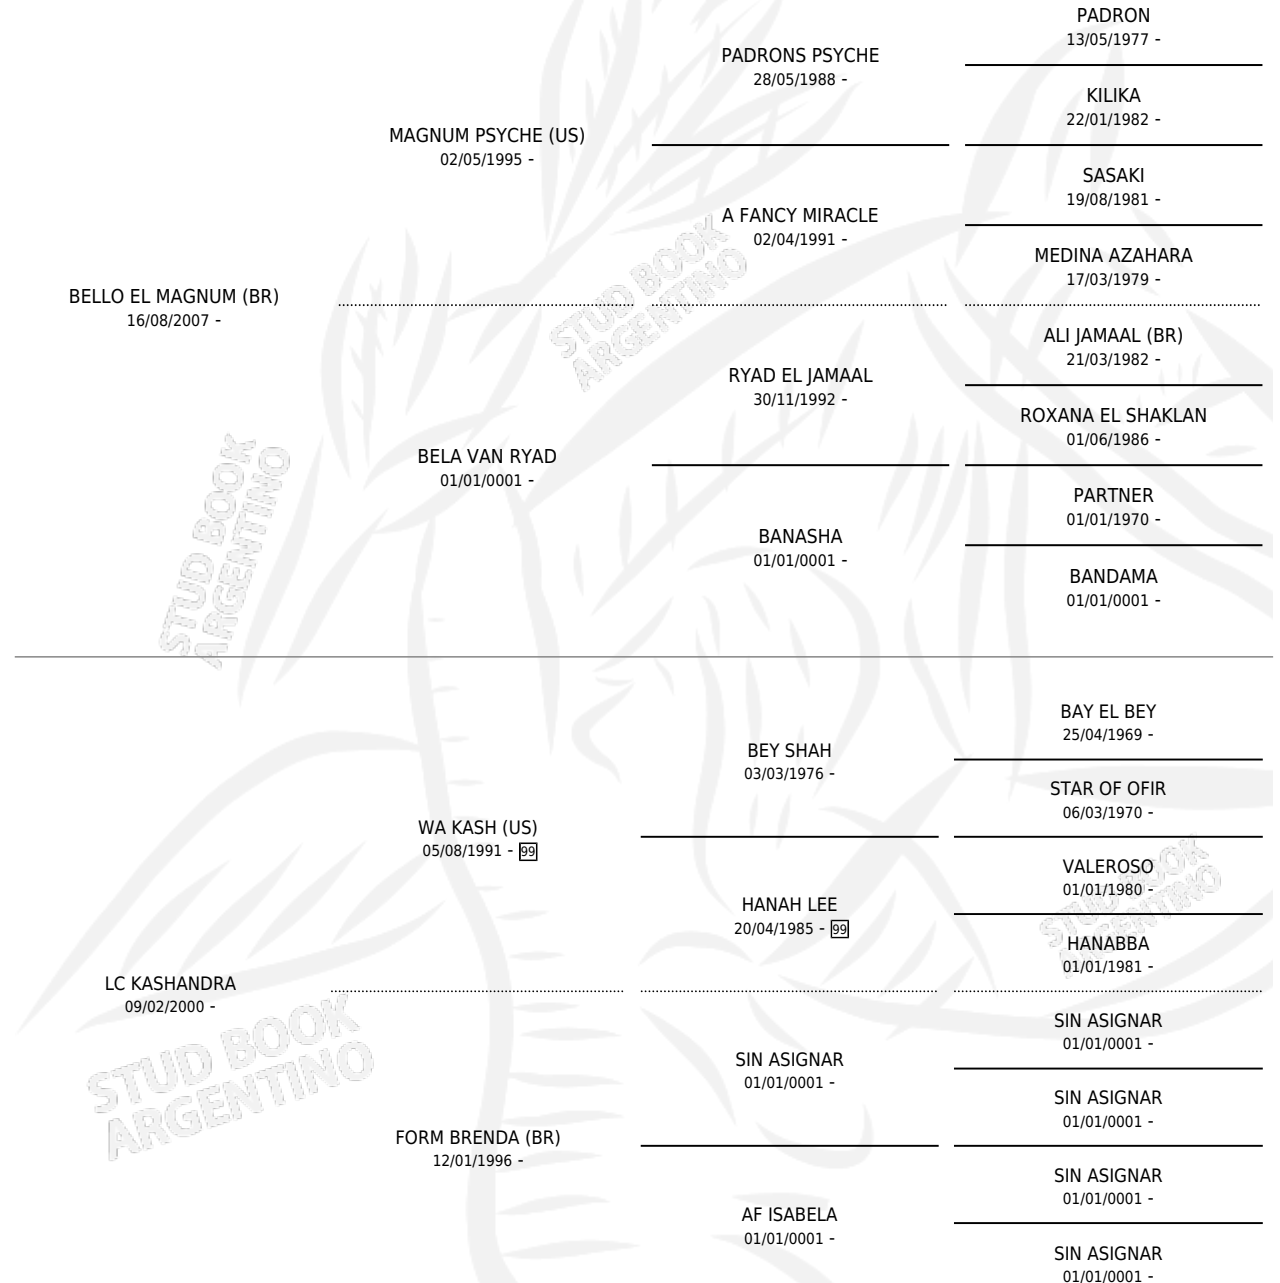 PADRON
13/05/1977 -
PADRONS PSYCHE
28/05/1988 -
KILIKA
22/01/1982 -
MAGNUM PSYCHE (US)
02/05/1995 -
SASAKI
19/08/1981 -
A FANCY MIRACLE
02/04/1991 -
MEDINA AZAHARA
17/03/1979 -
BELLO EL MAGNUM (BR)
16/08/2007 -
ALI JAMAAL (BR)
21/03/1982 -
RYAD EL JAMAAL
30/11/1992 -
ROXANA EL SHAKLAN
01/06/1986 -
BELA VAN RYAD
01/01/0001 -
PARTNER
01/01/1970 -
BANASHA
01/01/0001 -
BANDAMA
01/01/0001 -
BAY EL BEY
25/04/1969 -
BEY SHAH
03/03/1976 -
STAR OF OFIR
06/03/1970 -
WA KASH (US)
05/08/1991 - 99
VALEROSO
01/01/1980 -
HANAH LEE
20/04/1985 - 99
HANABBA
01/01/1981 -
LC KASHANDRA
09/02/2000 -
SIN ASIGNAR
01/01/0001 -
SIN ASIGNAR
01/01/0001 -
SIN ASIGNAR
01/01/0001 -
FORM BRENDA (BR)
12/01/1996 -
SIN ASIGNAR
01/01/0001 -
AF ISABELA
01/01/0001 -
SIN ASIGNAR
01/01/0001 -
STUD BOOK
ARGENTINO
STUD BOOK
ARGENTINO
STUD BOOK
ARGENTINO
STUD BOOK
ARGENTINO